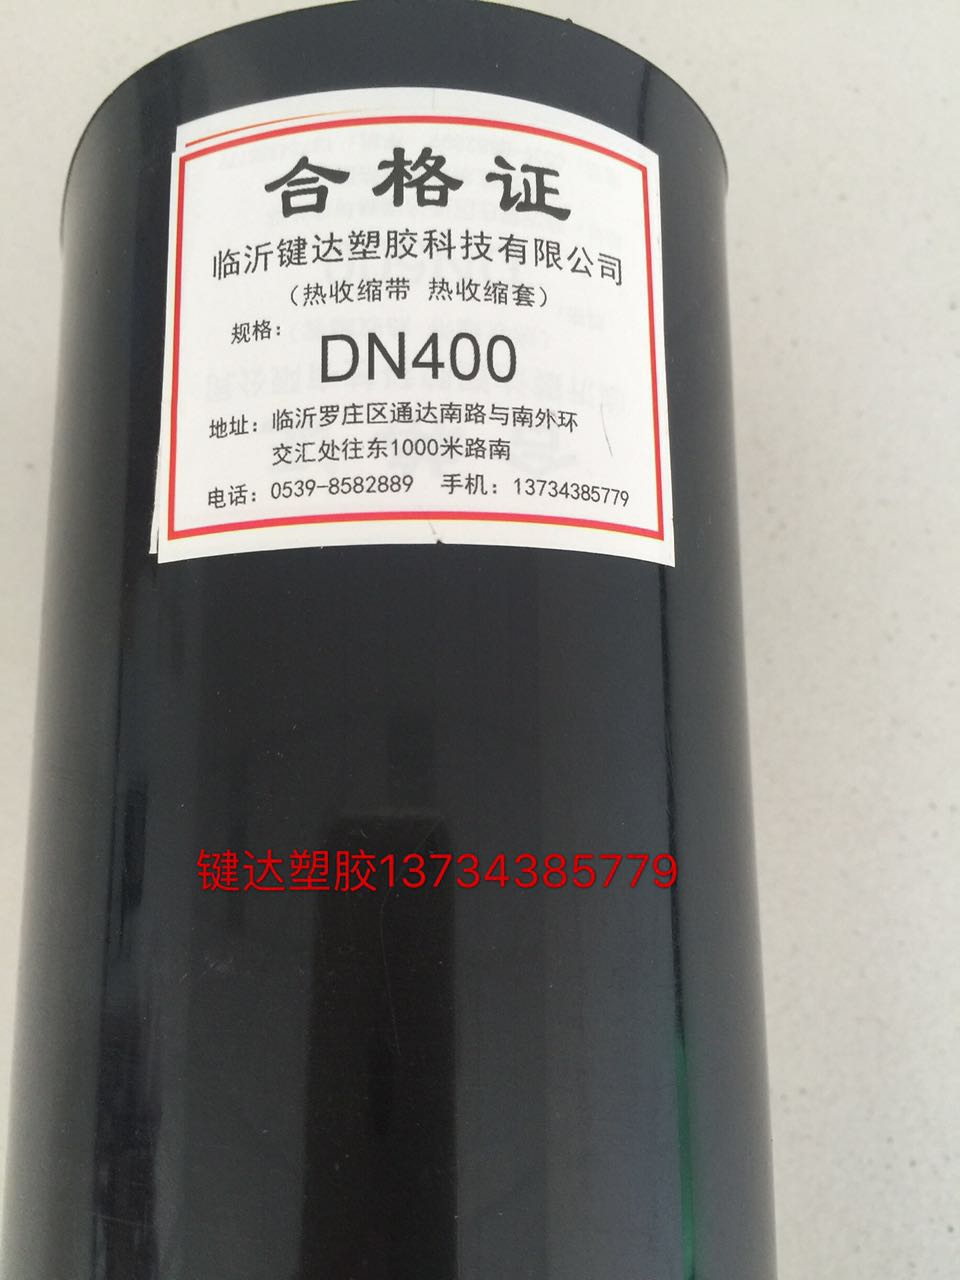 合格证
临沂键达塑胶科技有限公司
（热收缩带 热收缩套）
规格：
DN400
地址：临沂罗庄区通达南路与南外环
交汇处往东1000米路南
电话：0539-8582889 手机：13734385779
键达塑胶13734385779